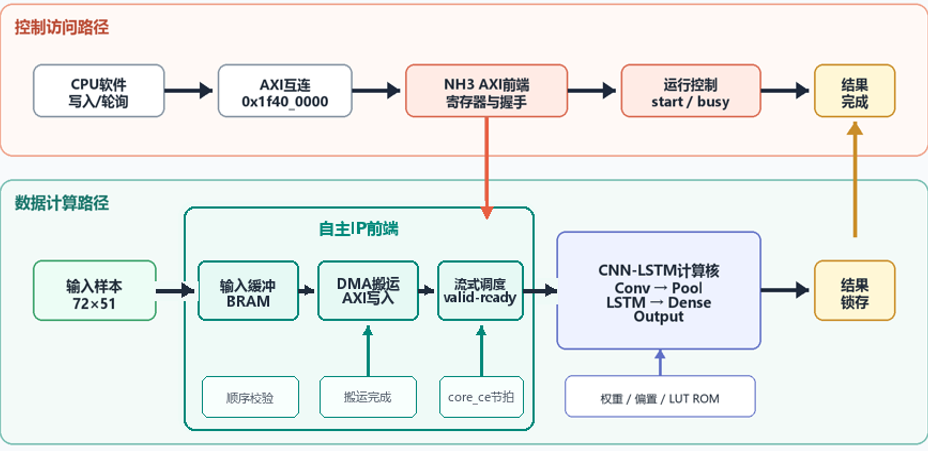 控制访问路径
CPU软件
写入/轮询
AXI互连
0x1f40_0000
NH3 AXI前端
寄存器与握手
运行控制
start / busy
结果
完成
数据计算路径
自主IP前端
输入样本
72×51
输入缓冲
BRAM
DMA搬运
AXI写入
流式调度
valid-ready
CNN-LSTM计算核
Conv → Pool
LSTM → Dense
Output
结果
锁存
顺序校验
搬运完成
core_ce节拍
权重 / 偏置 / LUT ROM